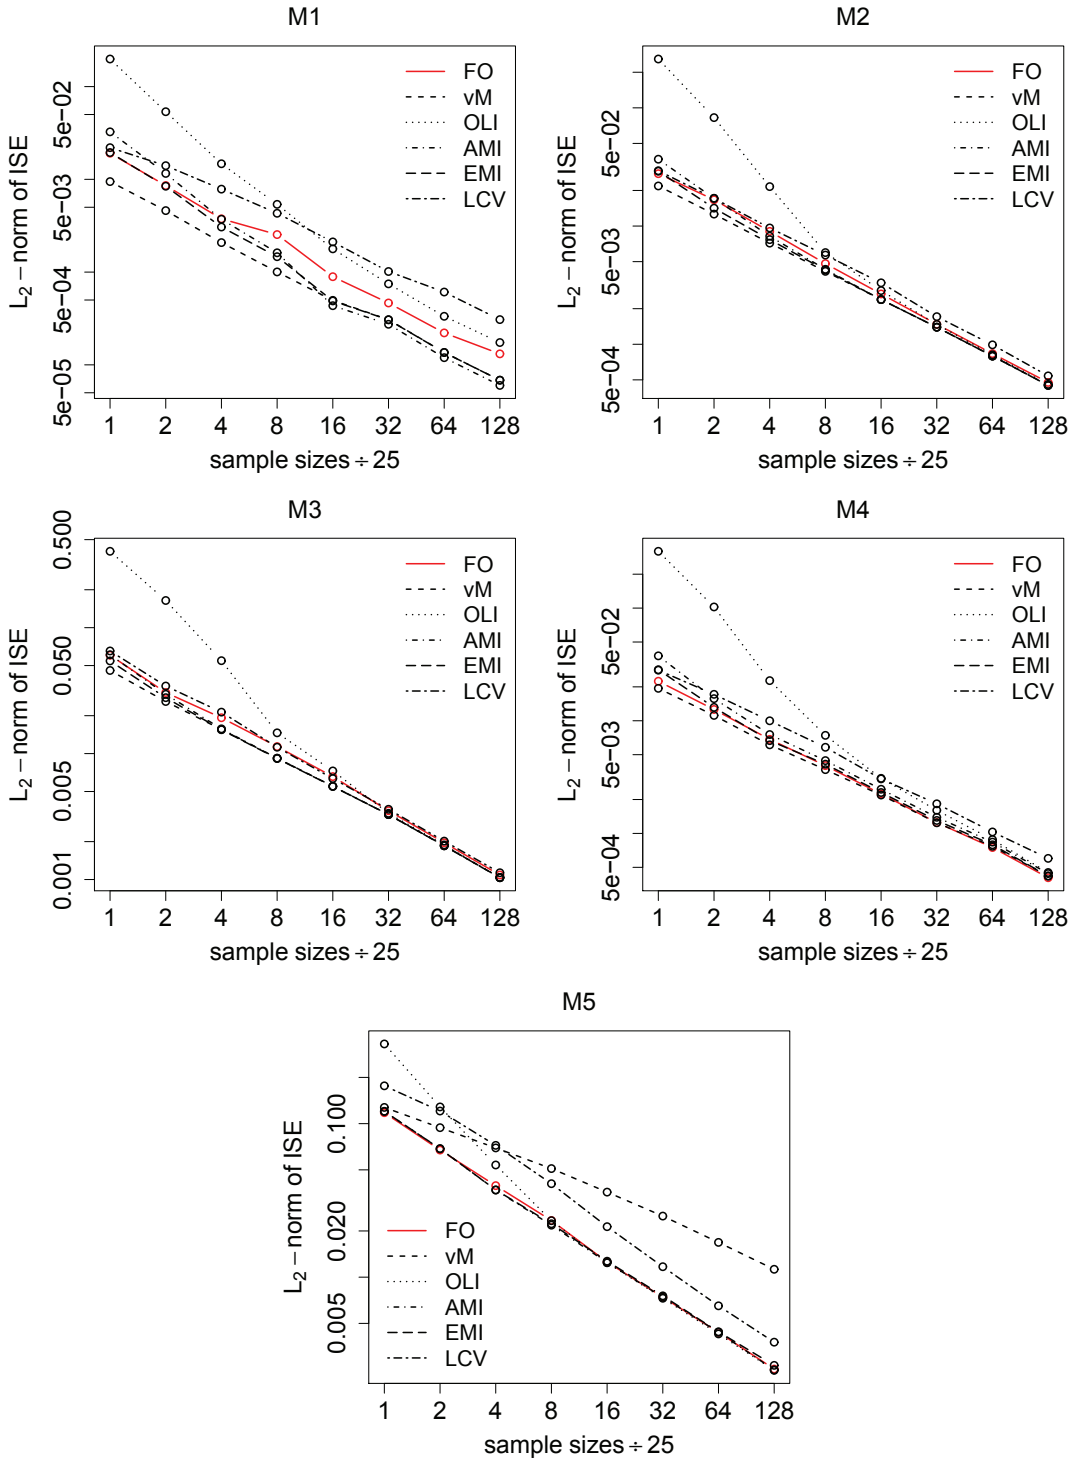 M1
L2 − norm of ISE
5e−02
5e−03
5e−04
5e−05
FO
vM
OLI
AMI
EMI
LCV
1 2 4 8 16 32 64 128
sample sizes ÷ 25
M2
L2 − norm of ISE
5e−02
5e−03
5e−04
FO
vM
OLI
AMI
EMI
LCV
1 2 4 8 16 32 64 128
sample sizes ÷ 25
M3
L2 − norm of ISE
0.500
0.050
0.005
0.001
FO
vM
OLI
AMI
EMI
LCV
1 2 4 8 16 32 64 128
sample sizes ÷ 25
M4
L2 − norm of ISE
5e−02
5e−03
5e−04
FO
vM
OLI
AMI
EMI
LCV
1 2 4 8 16 32 64 128
sample sizes ÷ 25
M5
L2 − norm of ISE
0.100
0.020
0.005
FO
vM
OLI
AMI
EMI
LCV
1 2 4 8 16 32 64 128
sample sizes ÷ 25